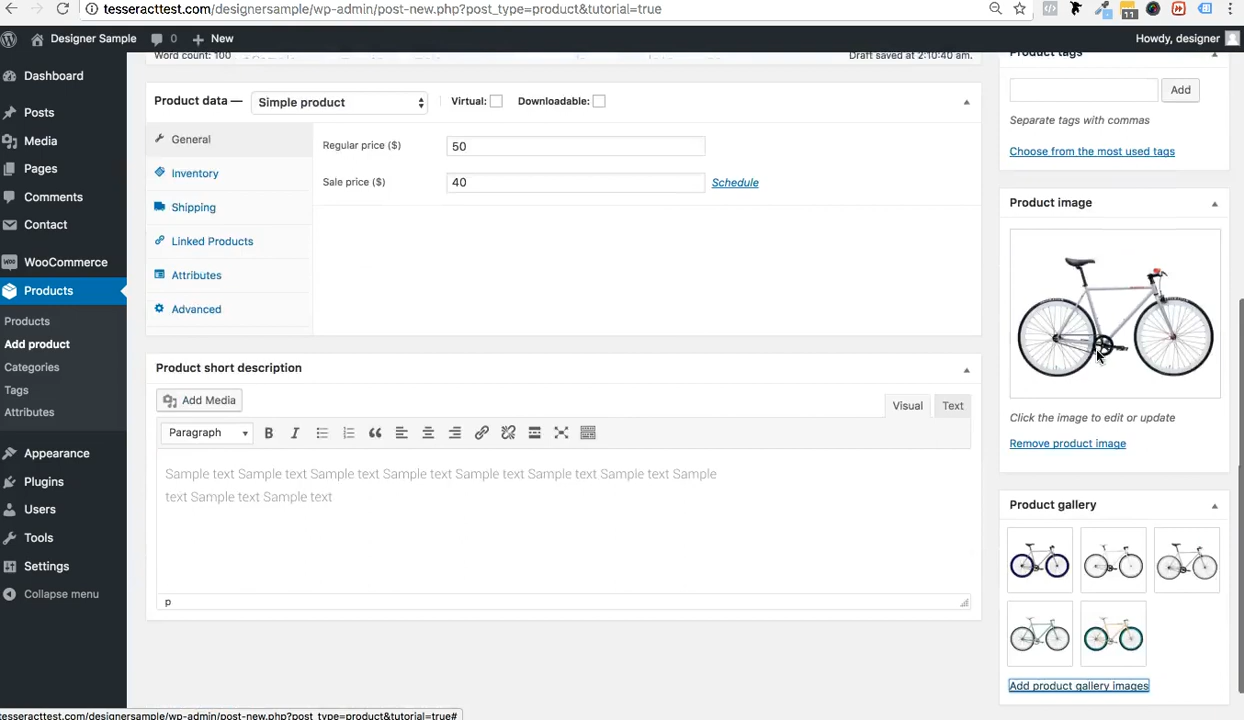 tesseracttest.com/designersample/wp-admin/post-new.php?post_type=product&tutorial=true
11
Designer Sample
0
New
Howdy, designer
Dashboard
Posts
Media
Pages
Comments
Contact
WooCommerce
Products
Products
Add product
Categories
Tags
Attributes
Appearance
Plugins
Users
Tools
Settings
Collapse menu
Word count: 100
Draft saved at 2:10:40 am.
Product data — Simple product Virtual: Downloadable:
General
Inventory
Shipping
Linked Products
Attributes
Advanced
Regular price ($) 50
Sale price ($) 40 Schedule
Product short description
Add Media
Visual Text
Paragraph
Sample text Sample text Sample text Sample text Sample text Sample text Sample text Sample
text Sample text Sample text
p
Product tags
Add
Separate tags with commas
Choose from the most used tags
Product image
Click the image to edit or update
Remove product image
Product gallery
Add product gallery images
tesseracttest.com/designersample/wp-admin/post-new.php?post_type=product&tutorial=true#